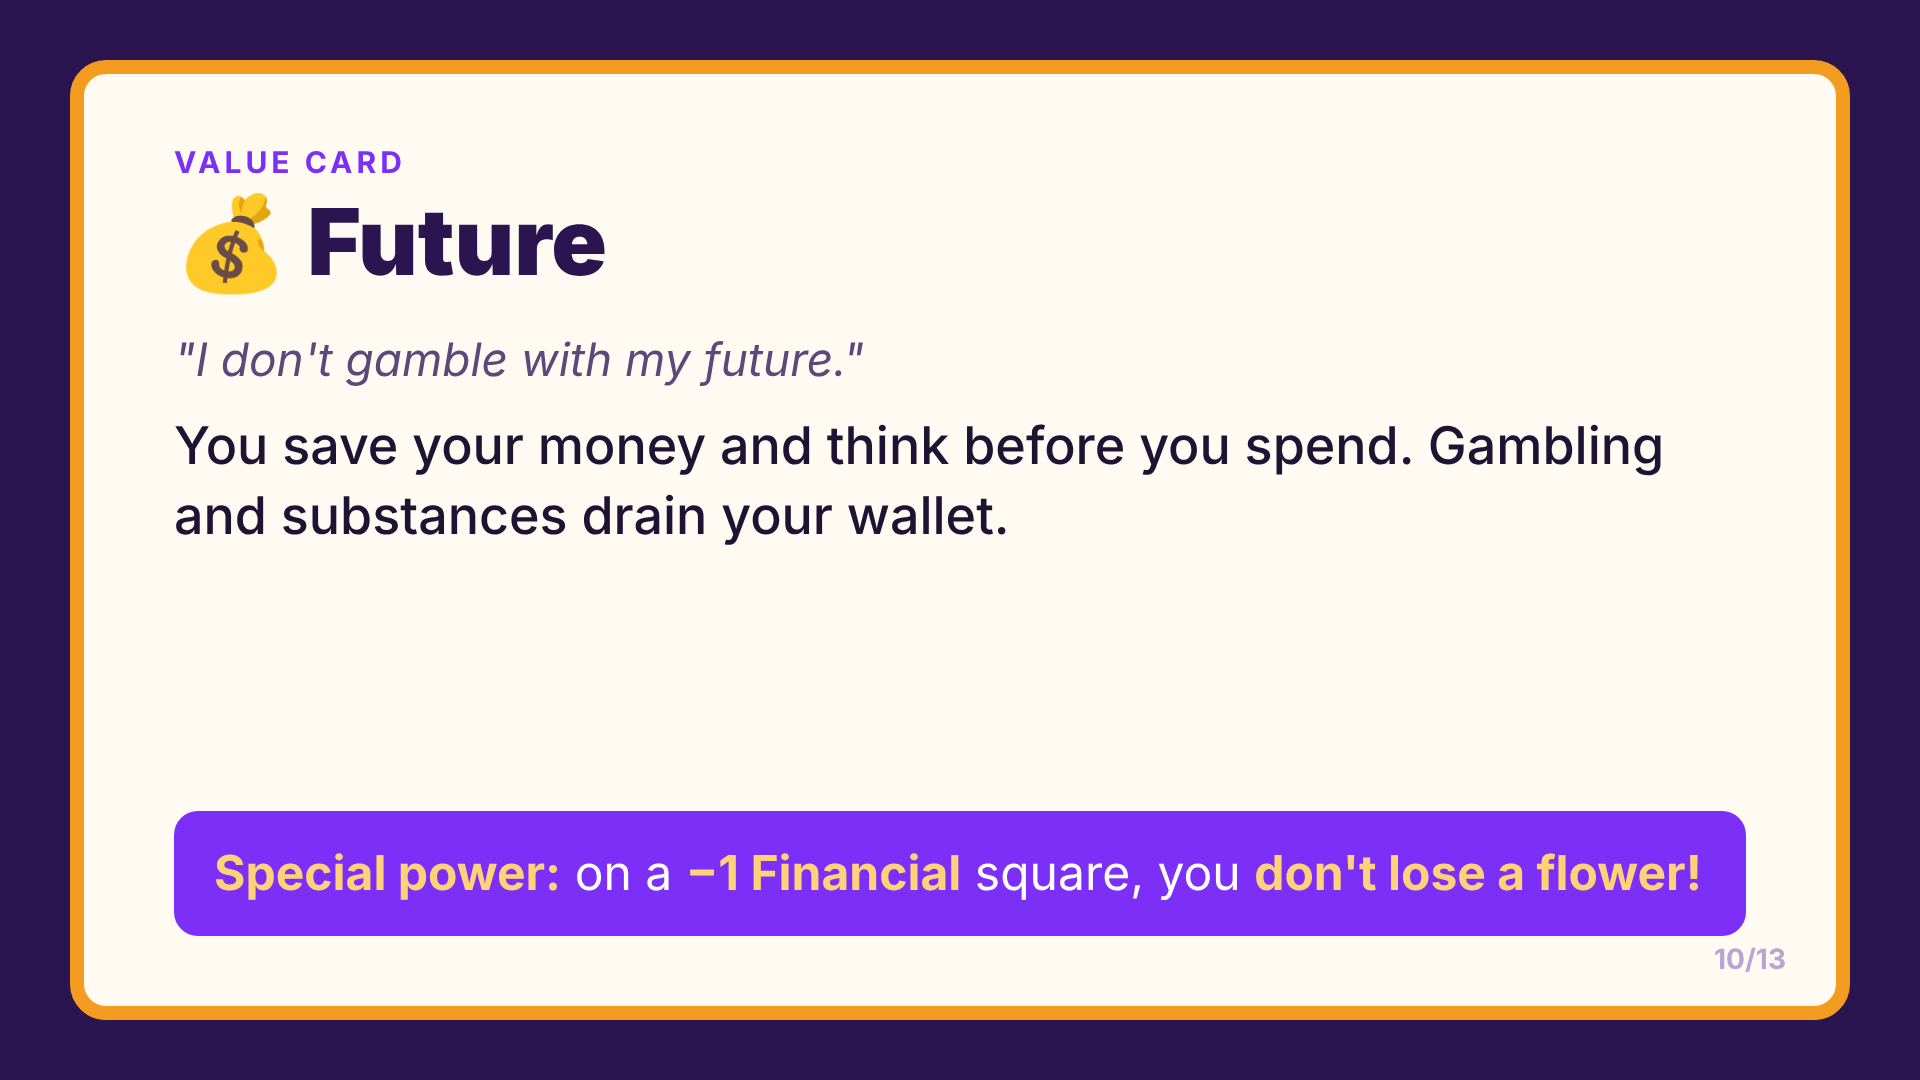 VALUE CARD
💰 Future
"I don't gamble with my future."
You save your money and think before you spend. Gambling
and substances drain your wallet.
Special power: on a −1 Financial square, you don't lose a flower!
10/13